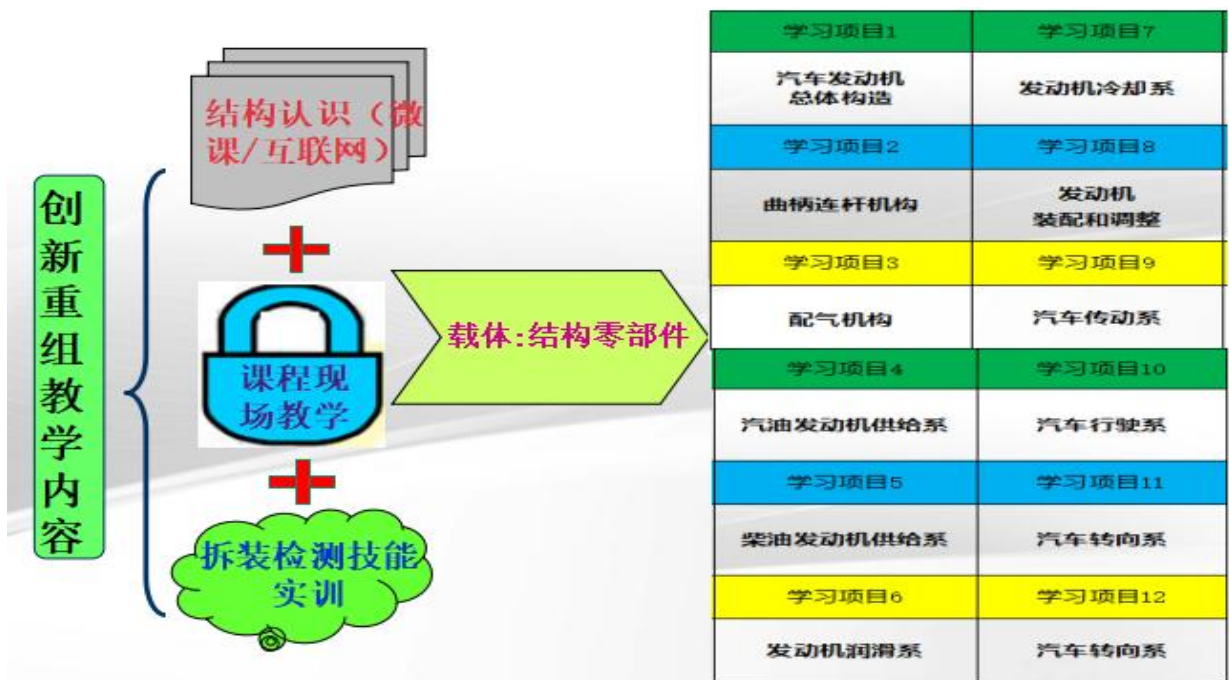 创新重组教学内容
结构认识（微
课/互联网）
课程现
场教学
拆装检测技能
实训
载体:结构零部件
学习项目1
学习项目7
汽车发动机
总体构造
发动机冷却系
学习项目2
学习项目8
曲柄连杆机构
发动机
装配和调整
学习项目3
学习项目9
配气机构
汽车传动系
学习项目4
学习项目10
汽油发动机供给系
汽车行驶系
学习项目5
学习项目11
柴油发动机供给系
汽车转向系
学习项目6
学习项目12
发动机润滑系
汽车转向系